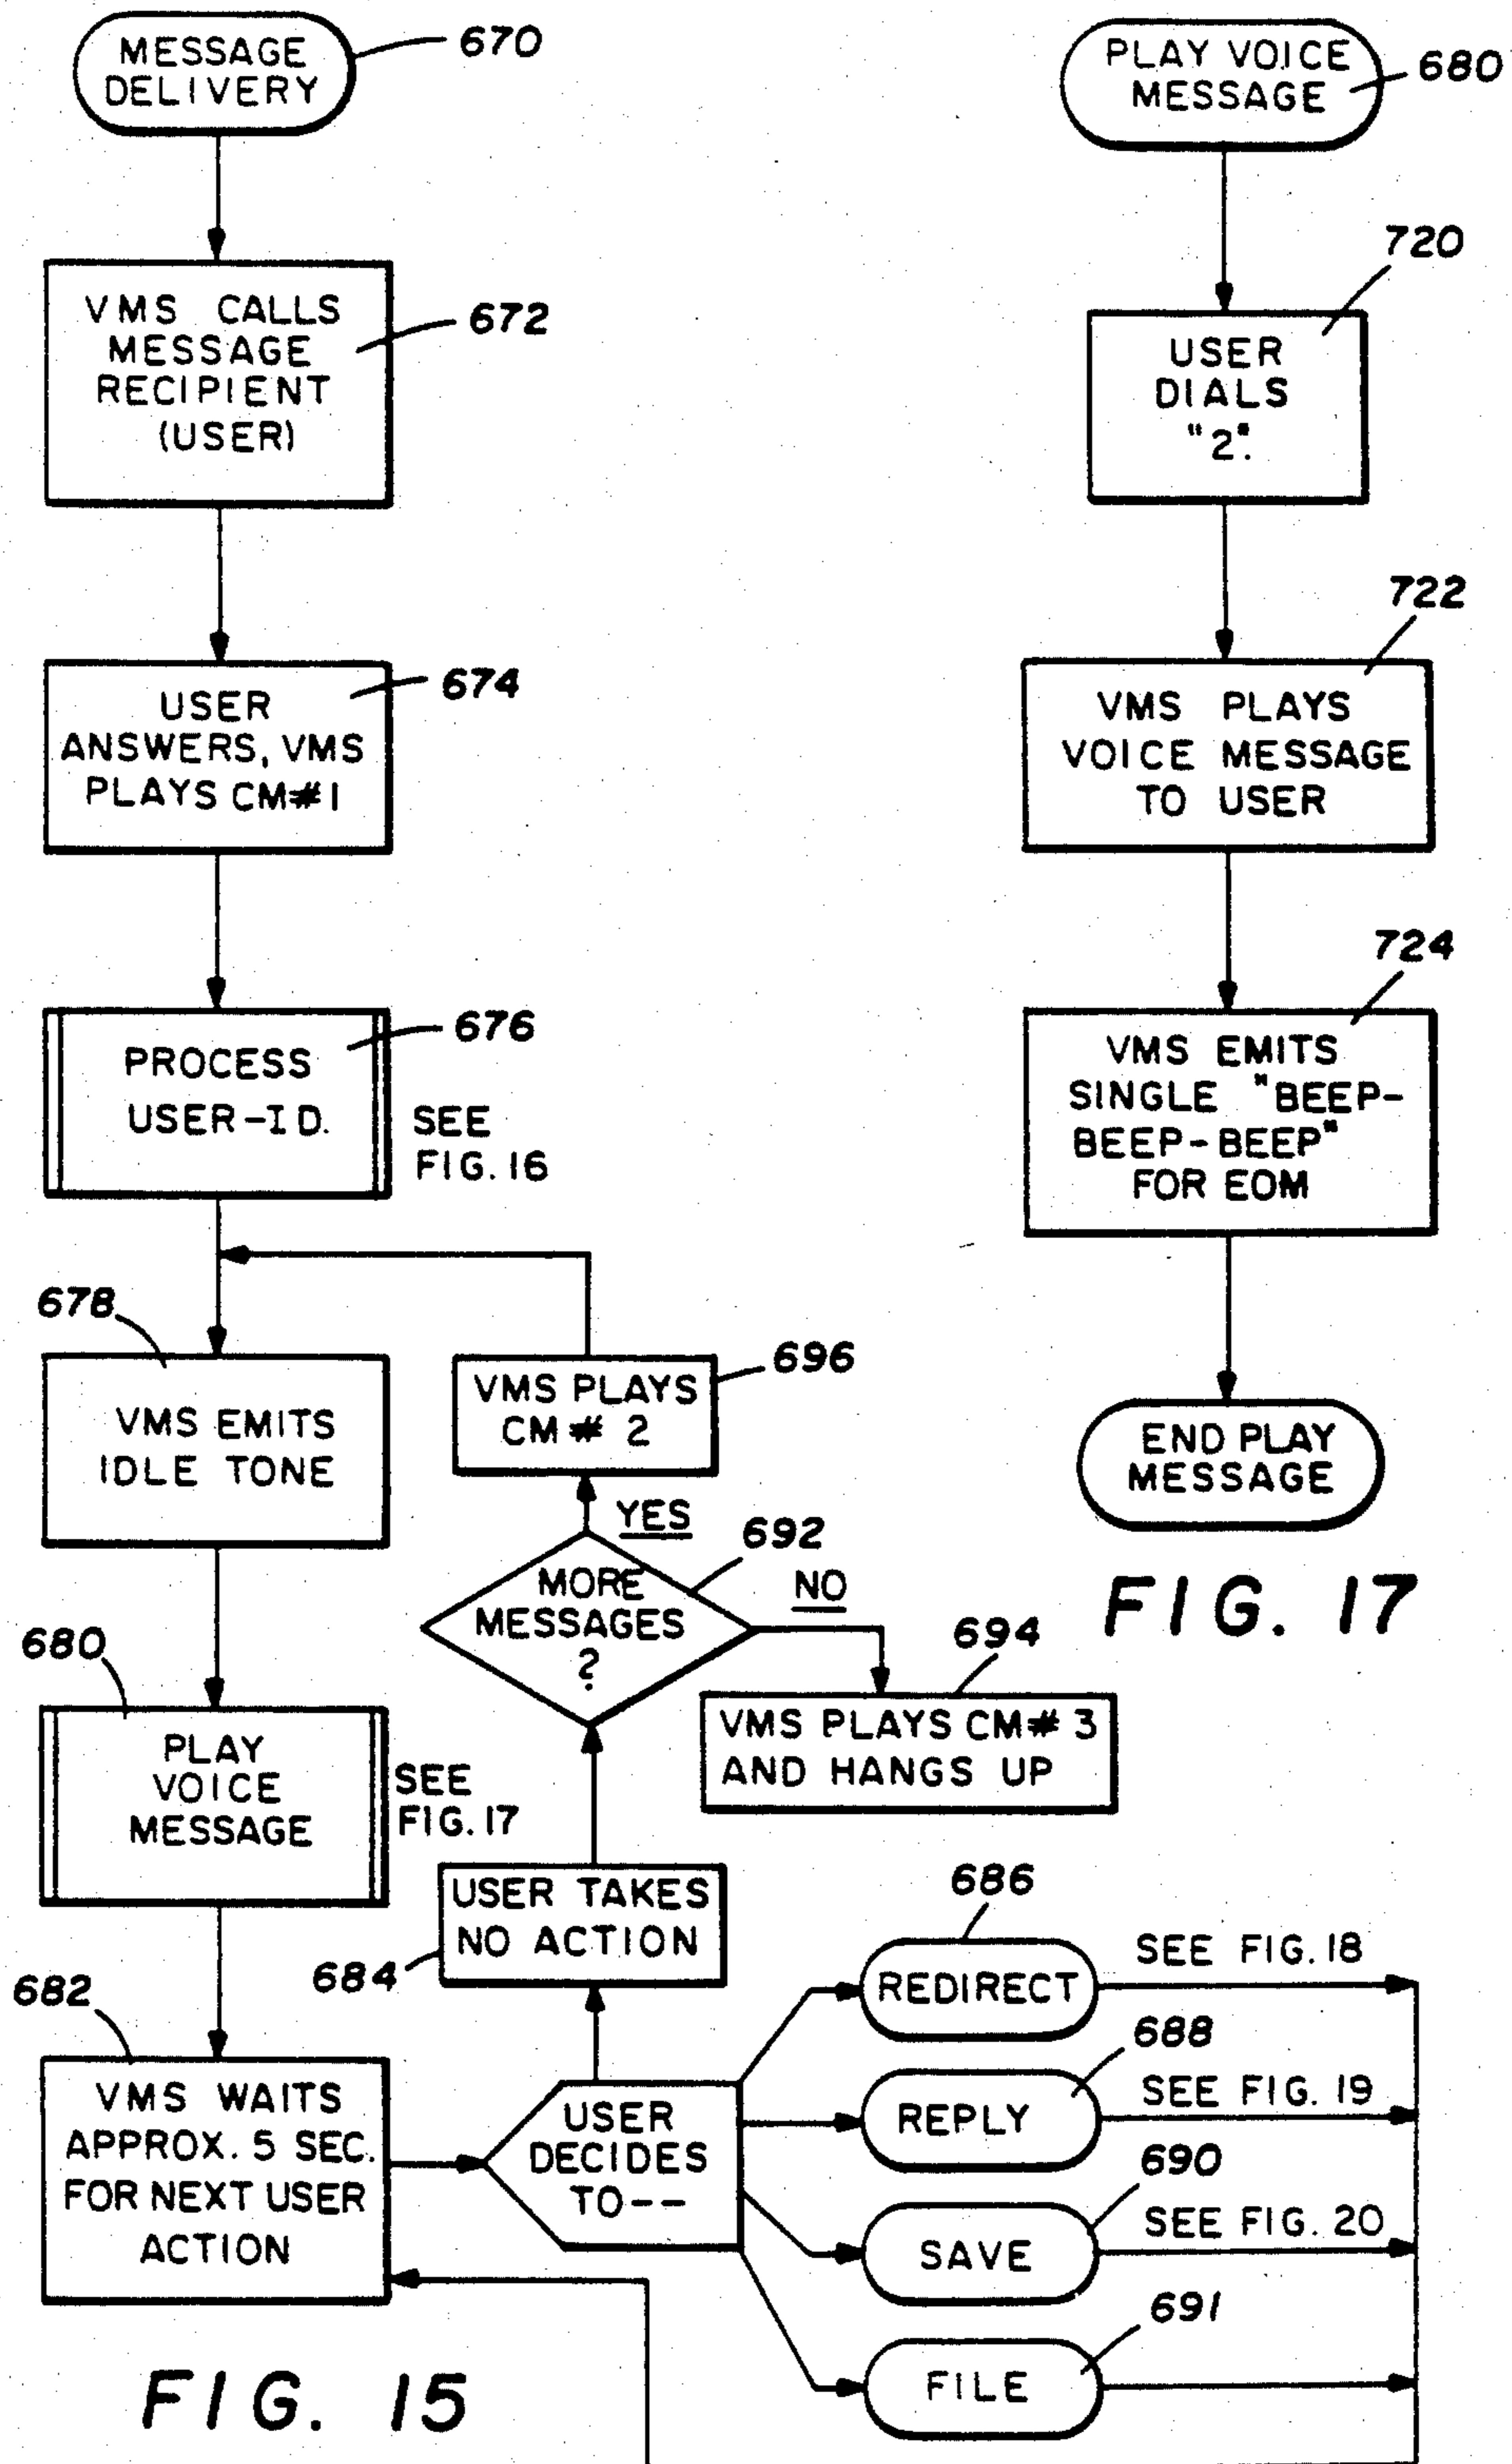 MESSAGE
DELIVERY
670
VMS CALLS
MESSAGE
RECIPIENT
(USER)
672
USER
ANSWERS, VMS
PLAYS CM#1
674
PROCESS
USER-ID.
676
SEE
FIG. 16
678
VMS EMITS
IDLE TONE
VMS PLAYS
CM# 2
696
YES
692
MORE
MESSAGES
?
NO
694
VMS PLAYS CM# 3
AND HANGS UP
680
PLAY
VOICE
MESSAGE
SEE
FIG. 17
USER TAKES
NO ACTION
684
682
VMS WAITS
APPROX. 5 SEC.
FOR NEXT USER
ACTION
USER
DECIDES
TO--
686
REDIRECT
SEE FIG. 18
688
REPLY
SEE FIG. 19
690
SAVE
SEE FIG. 20
691
FILE
FIG. 15
PLAY VOICE
MESSAGE
680
720
USER
DIALS
"2".
722
VMS PLAYS
VOICE MESSAGE
TO USER
724
VMS EMITS
SINGLE "BEEP-
BEEP-BEEP"
FOR EOM
END PLAY
MESSAGE
FIG. 17